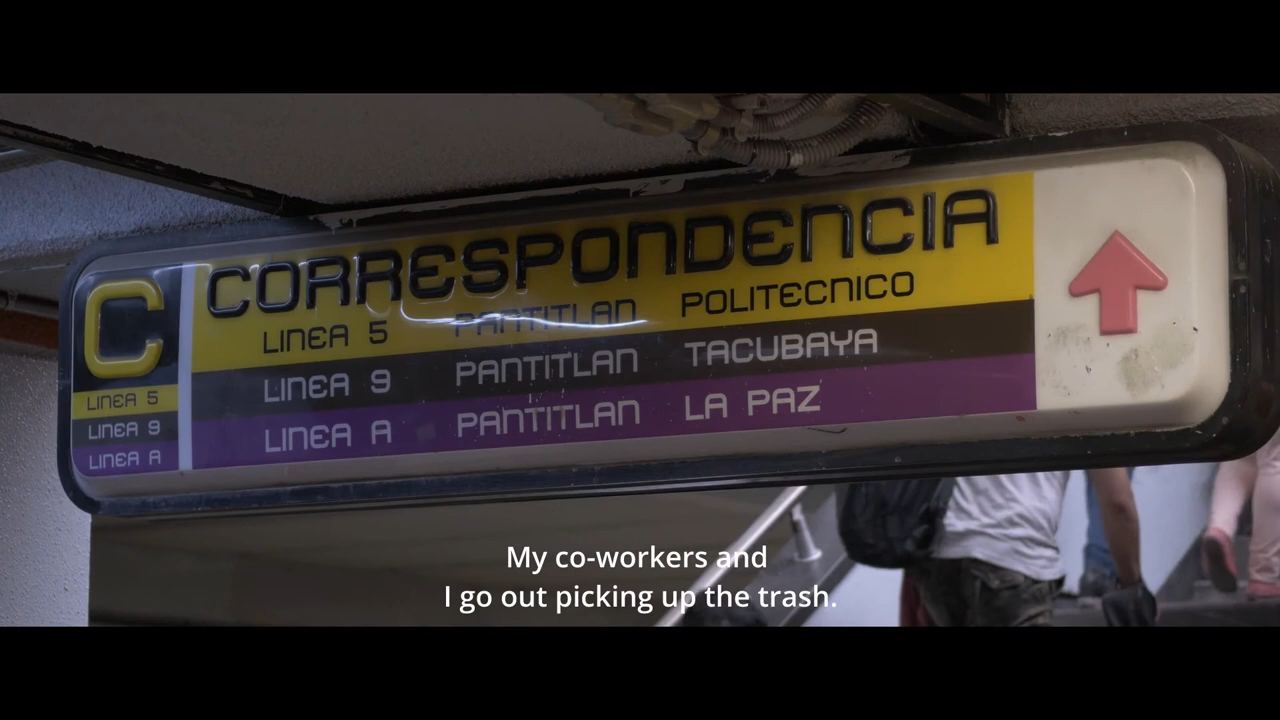 C
LINEA 5
LINEA 9
LINEA A
CORRESPONDENCIA
LINEA 5 PANTITLAN POLITECNICO
LINEA 9 PANTITLAN TACUBAYA
LINEA A PANTITLAN LA PAZ
My co-workers and
I go out picking up the trash.